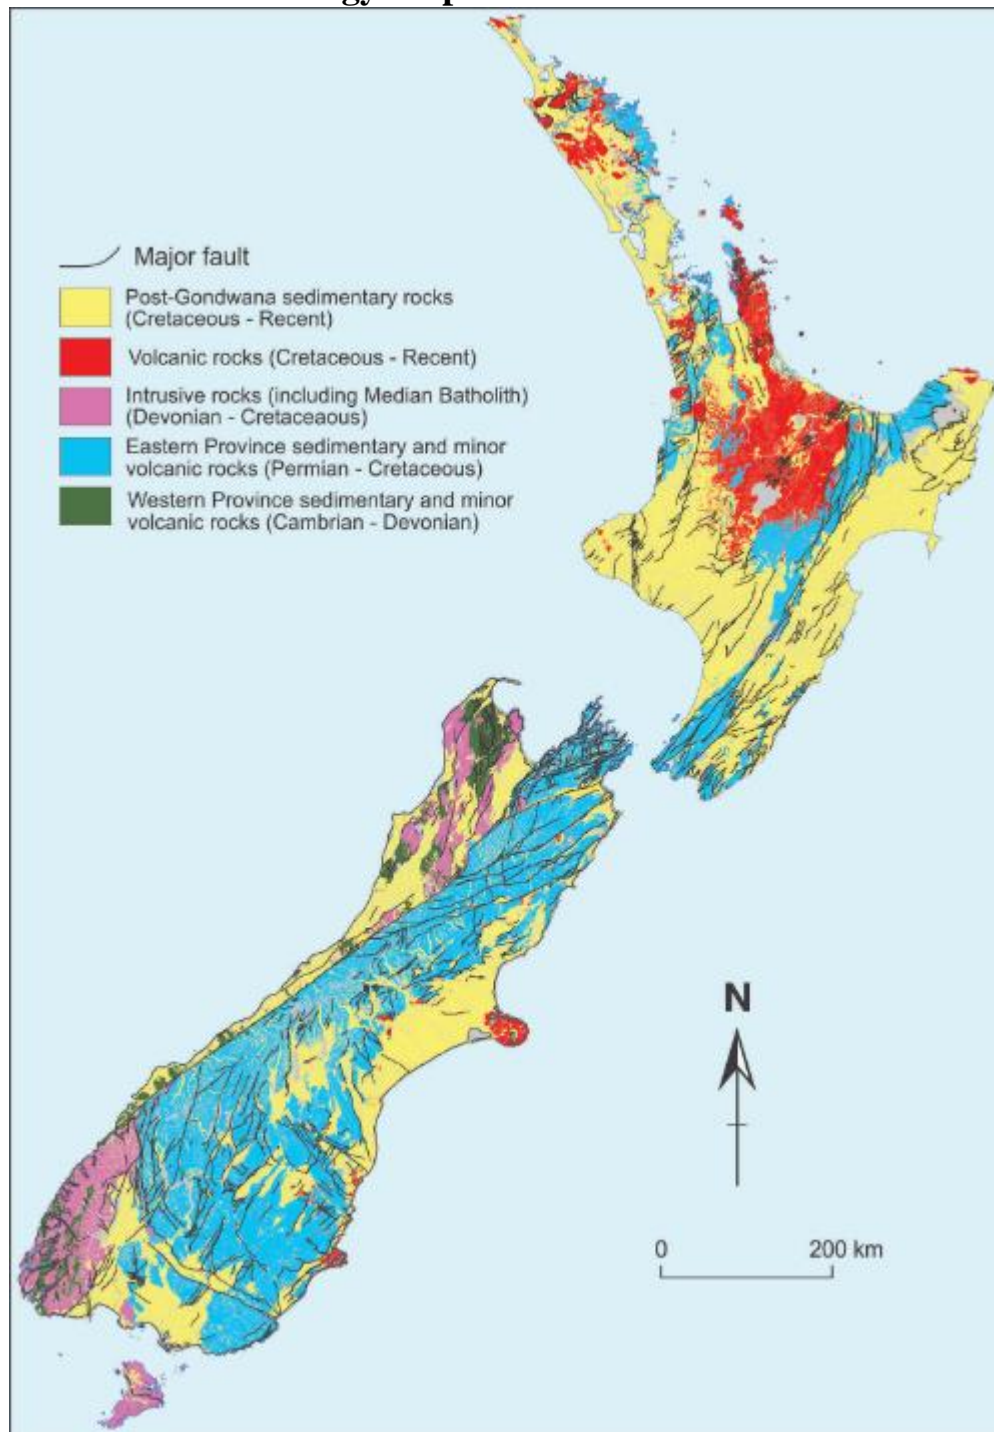 Major fault
Post-Gondwana sedimentary rocks
(Cretaceous - Recent)
Volcanic rocks (Cretaceous - Recent)
Intrusive rocks (including Median Batholith)
(Devonian - Cretaceaous)
Eastern Province sedimentary and minor
volcanic rocks (Permian - Cretaceous)
Western Province sedimentary and minor
volcanic rocks (Cambrian - Devonian)
N
0 200 km